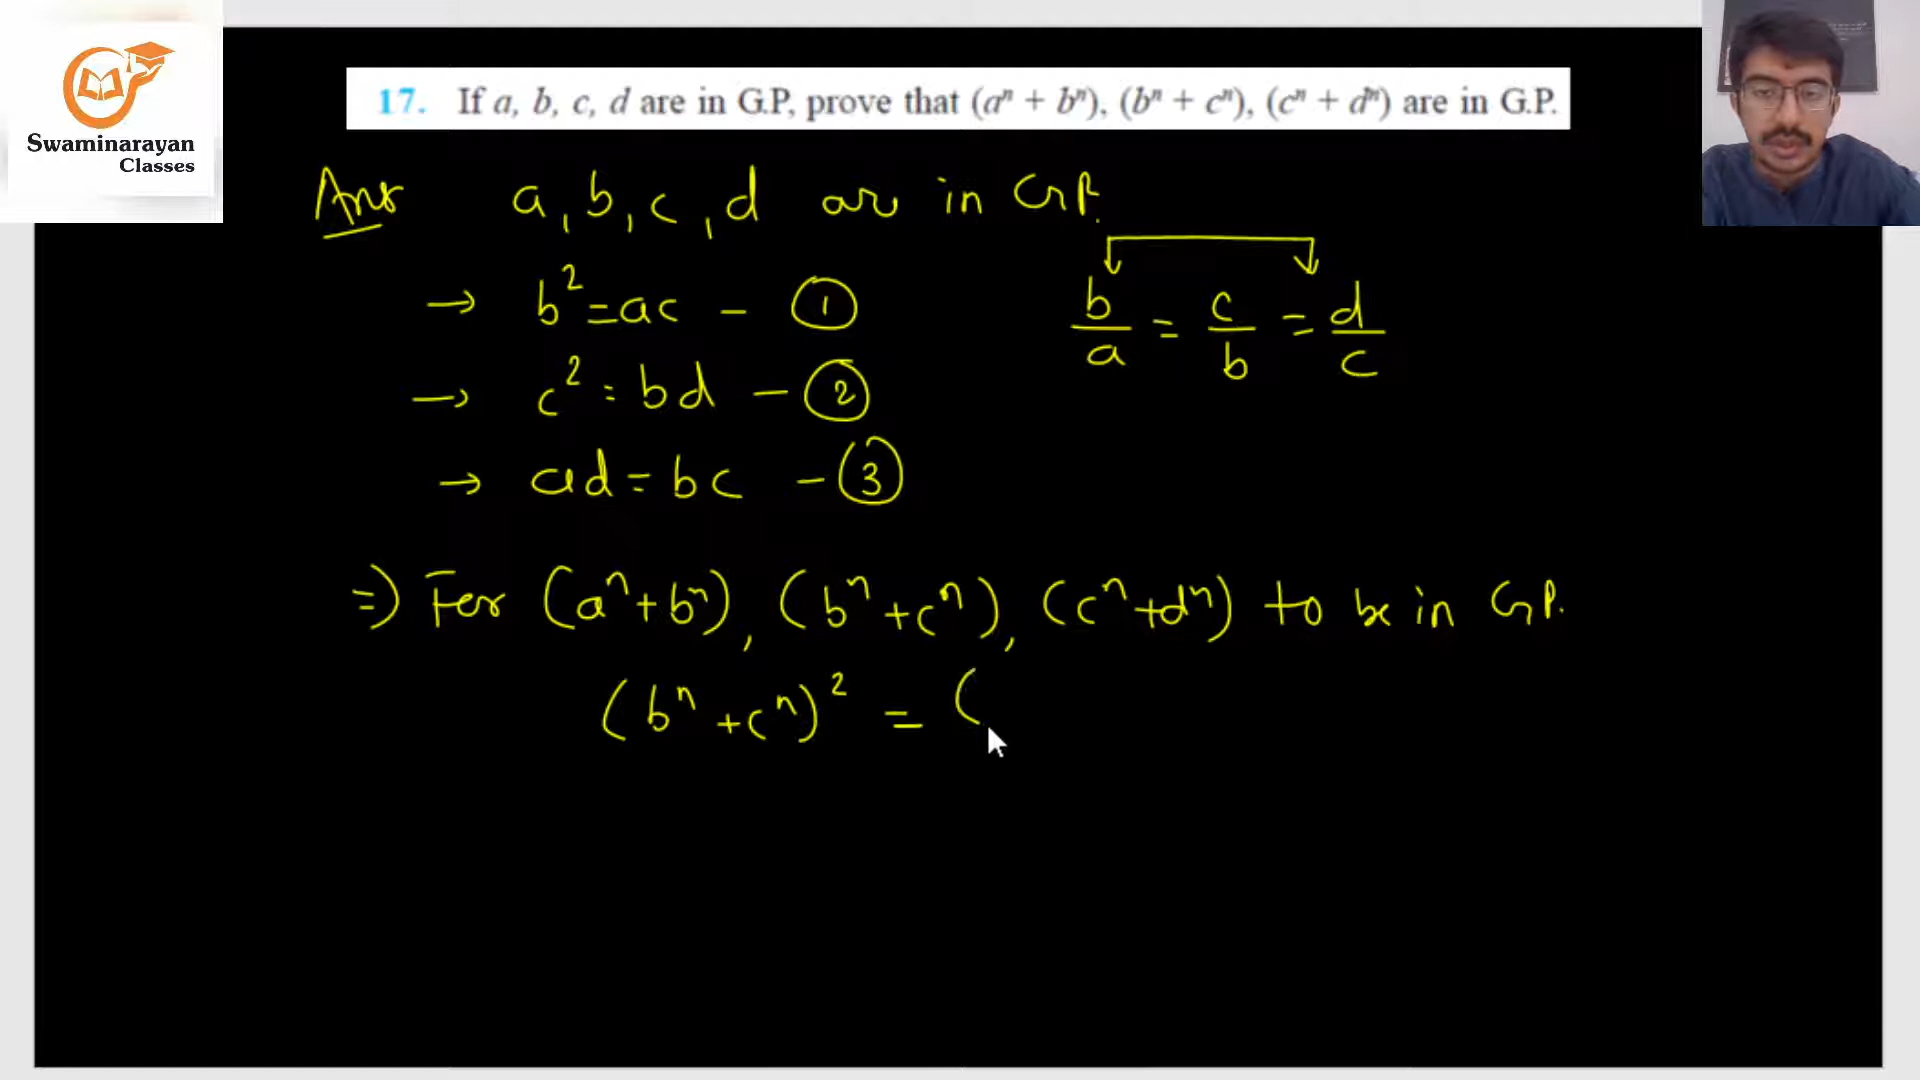 Swaminarayan
Classes
17. If a, b, c, d are in G.P, prove that (aⁿ + bⁿ), (bⁿ + cⁿ), (cⁿ + dⁿ) are in G.P.
Ans a, b, c, d are in G.P.
→ b² = ac - ①
→ c² = bd - ②
→ ad = bc - ③
b/a = c/b = d/c
⇒) For (aⁿ + bⁿ), (bⁿ + cⁿ), (cⁿ + dⁿ) to be in G.P.
(bⁿ + cⁿ)² = (